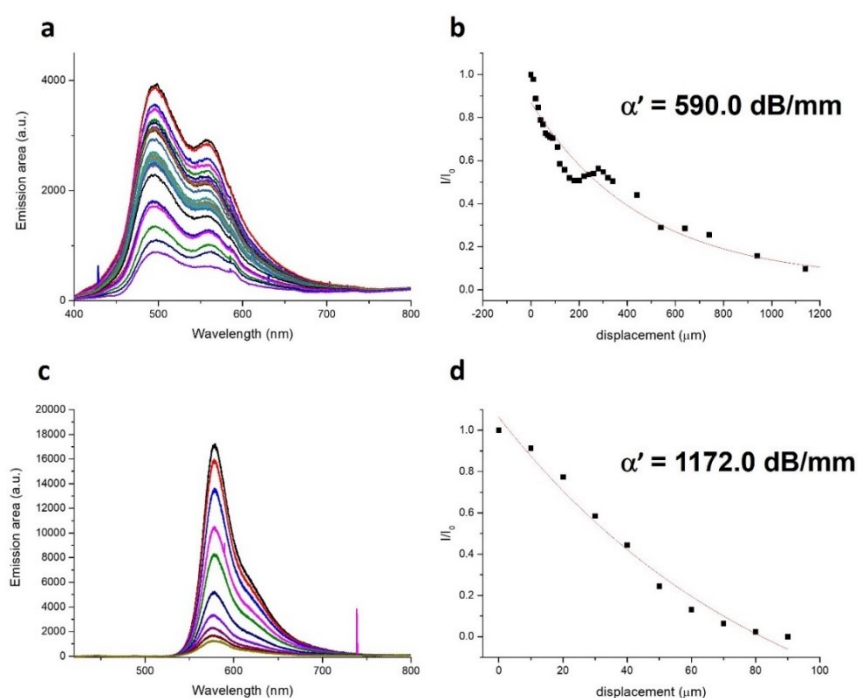 a
4000
2000
0
Emission area (a.u.)
400 500 600 700 800
Wavelength (nm)
b
α' = 590.0 dB/mm
1.0
0.8
0.6
0.4
0.2
0.0
I/I₀
-200 0 200 400 600 800 1000 1200
displacement (μm)
c
20000
18000
16000
14000
12000
10000
8000
6000
4000
2000
0
Emission area (a.u.)
500 600 700 800
Wavelength (nm)
d
α' = 1172.0 dB/mm
1.0
0.8
0.6
0.4
0.2
0.0
I/I₀
0 20 40 60 80 100
displacement (μm)